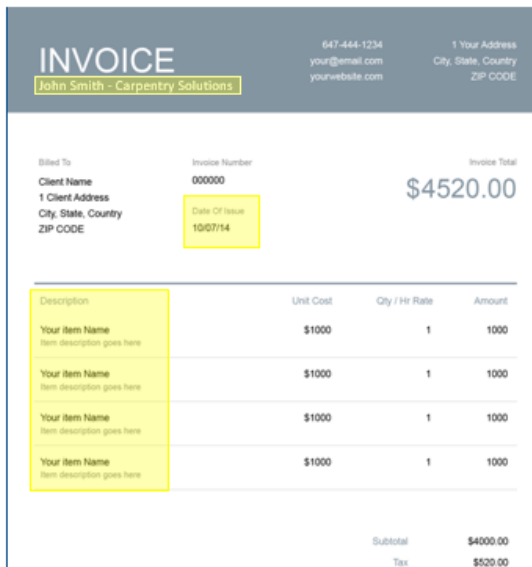 INVOICE
John Smith - Carpentry Solutions
647-444-1234
your@email.com
yourwebsite.com
1 Your Address
City, State, Country
ZIP CODE
Billed To
Client Name
1 Client Address
City, State, Country
ZIP CODE
Invoice Number
000000
Date Of Issue
10/07/14
Invoice Total
$4520.00
Description Unit Cost Qty / Hr Rate Amount
Your item Name $1000 1 1000
Item description goes here
Your item Name $1000 1 1000
Item description goes here
Your item Name $1000 1 1000
Item description goes here
Your item Name $1000 1 1000
Item description goes here
Subtotal $4000.00
Tax $520.00